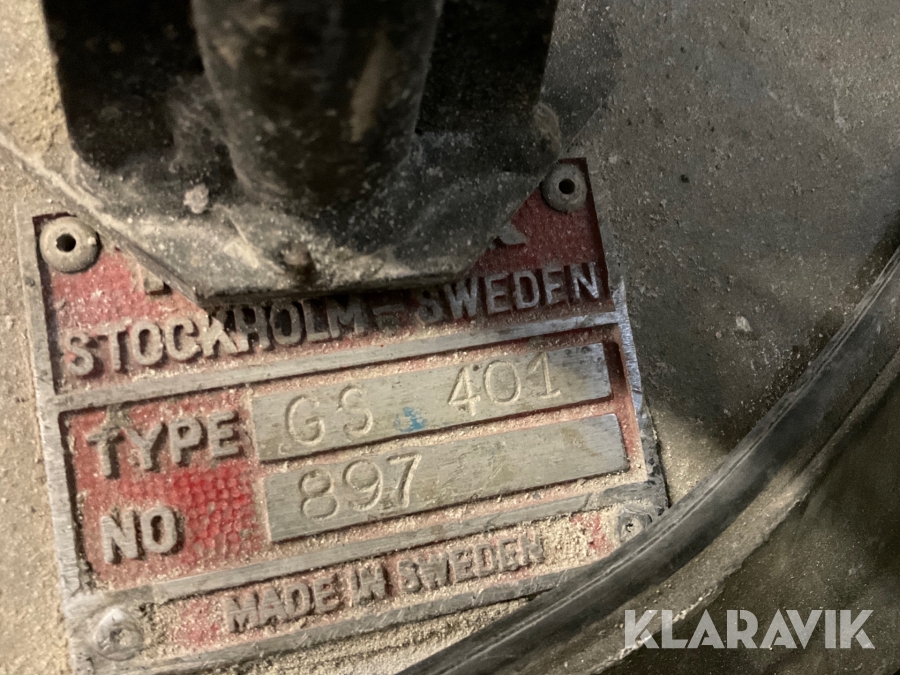 STOCKHOLM - SWEDEN
TYPE GS 401
NO 897
MADE IN SWEDEN
KLARAVIK